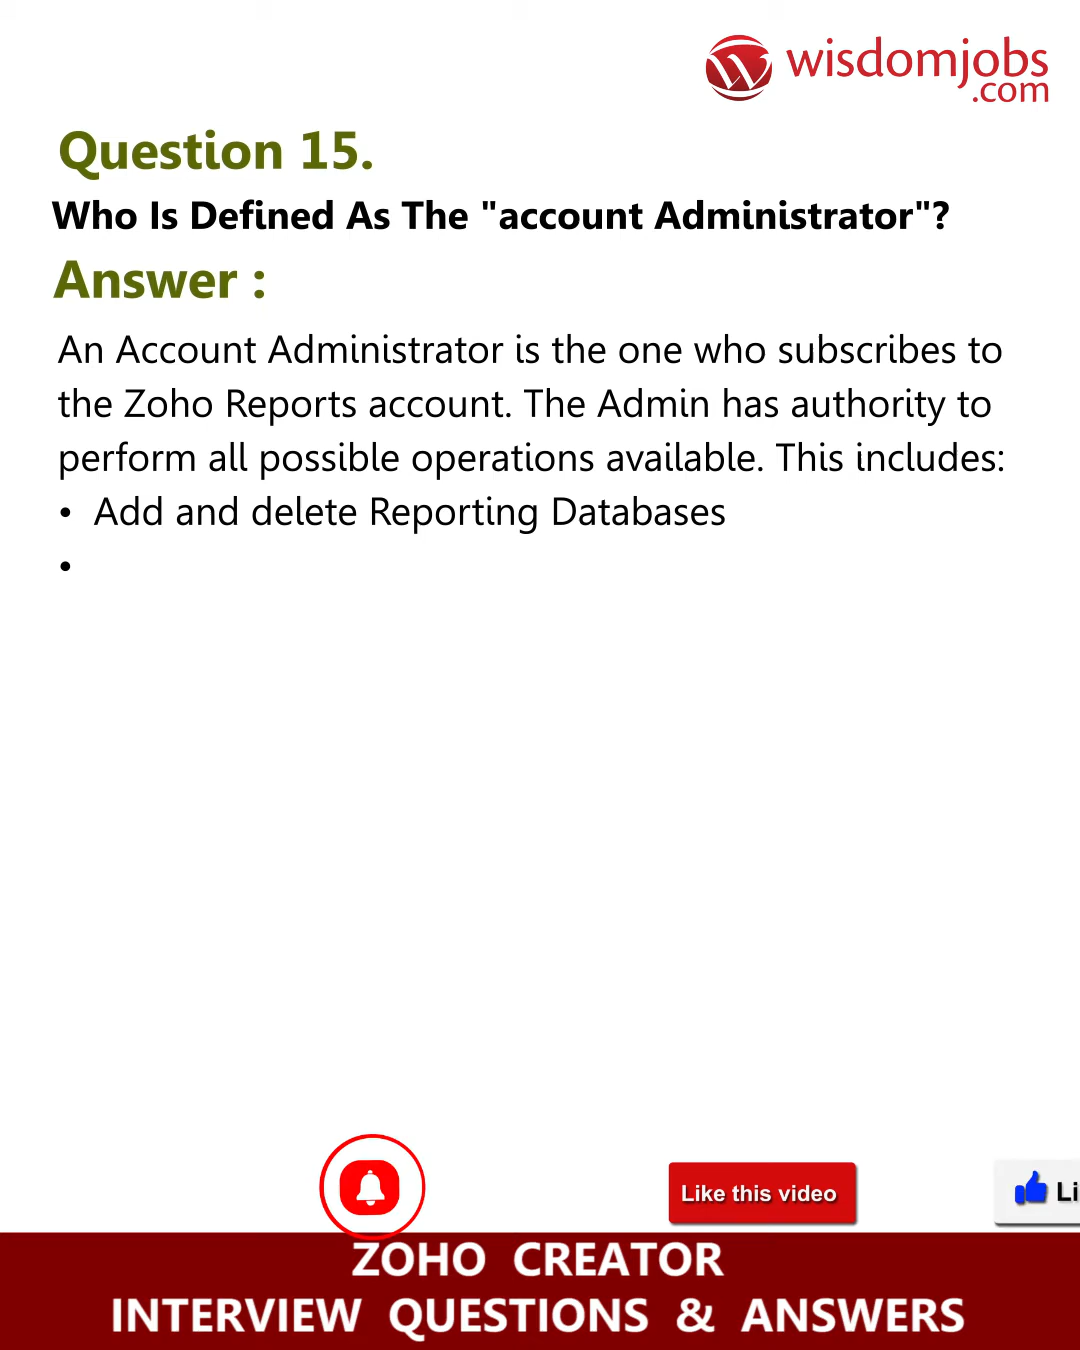 wisdomjobs
.com
Question 15.
Who Is Defined As The "account Administrator"?
Answer :
An Account Administrator is the one who subscribes to
the Zoho Reports account. The Admin has authority to
perform all possible operations available. This includes:
• Add and delete Reporting Databases
•
Like this video
Li
ZOHO CREATOR
INTERVIEW QUESTIONS & ANSWERS